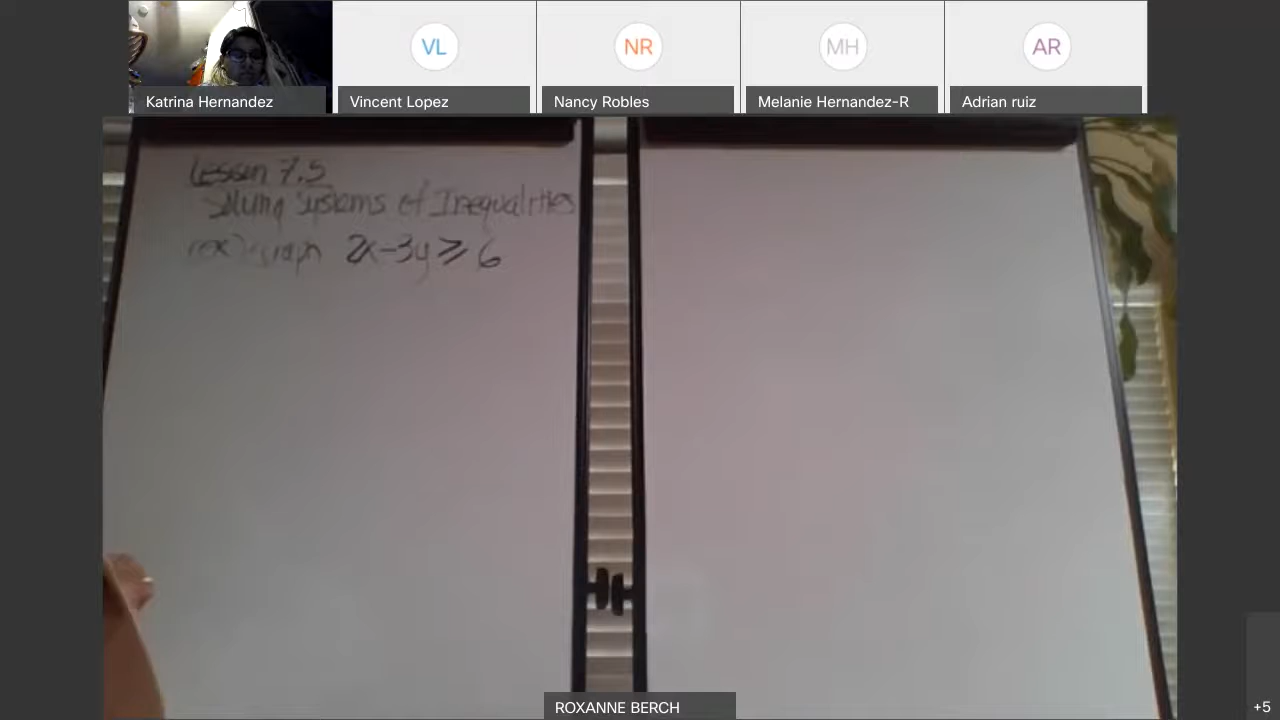 VL
NR
MH
AR
Katrina Hernandez
Vincent Lopez
Nancy Robles
Melanie Hernandez-R
Adrian ruiz
Lesson 7.5
Solving Systems of Inequalities
(ex) graph 2x-3y≥6
ROXANNE BERCH
+5